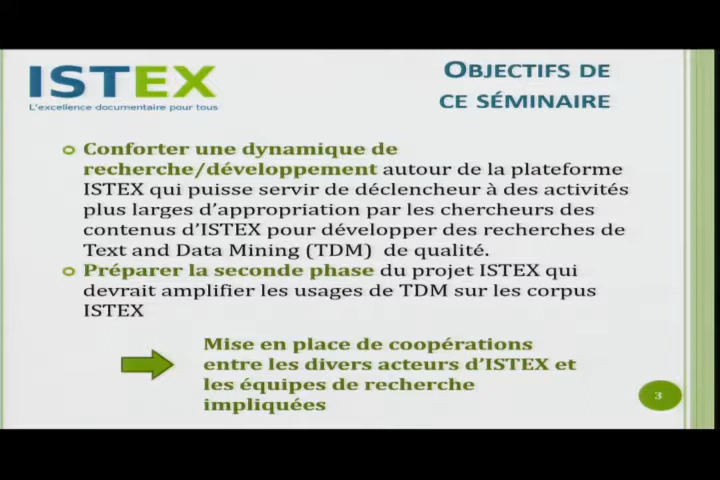 ISTEX
L'excellence documentaire pour tous
OBJECTIFS DE
CE SÉMINAIRE
Conforter une dynamique de
recherche/développement autour de la plateforme
ISTEX qui puisse servir de déclencheur à des activités
plus larges d'appropriation par les chercheurs des
contenus d'ISTEX pour développer des recherches de
Text and Data Mining (TDM) de qualité.
Préparer la seconde phase du projet ISTEX qui
devrait amplifier les usages de TDM sur les corpus
ISTEX
Mise en place de coopérations
entre les divers acteurs d'ISTEX et
les équipes de recherche
impliquées
3